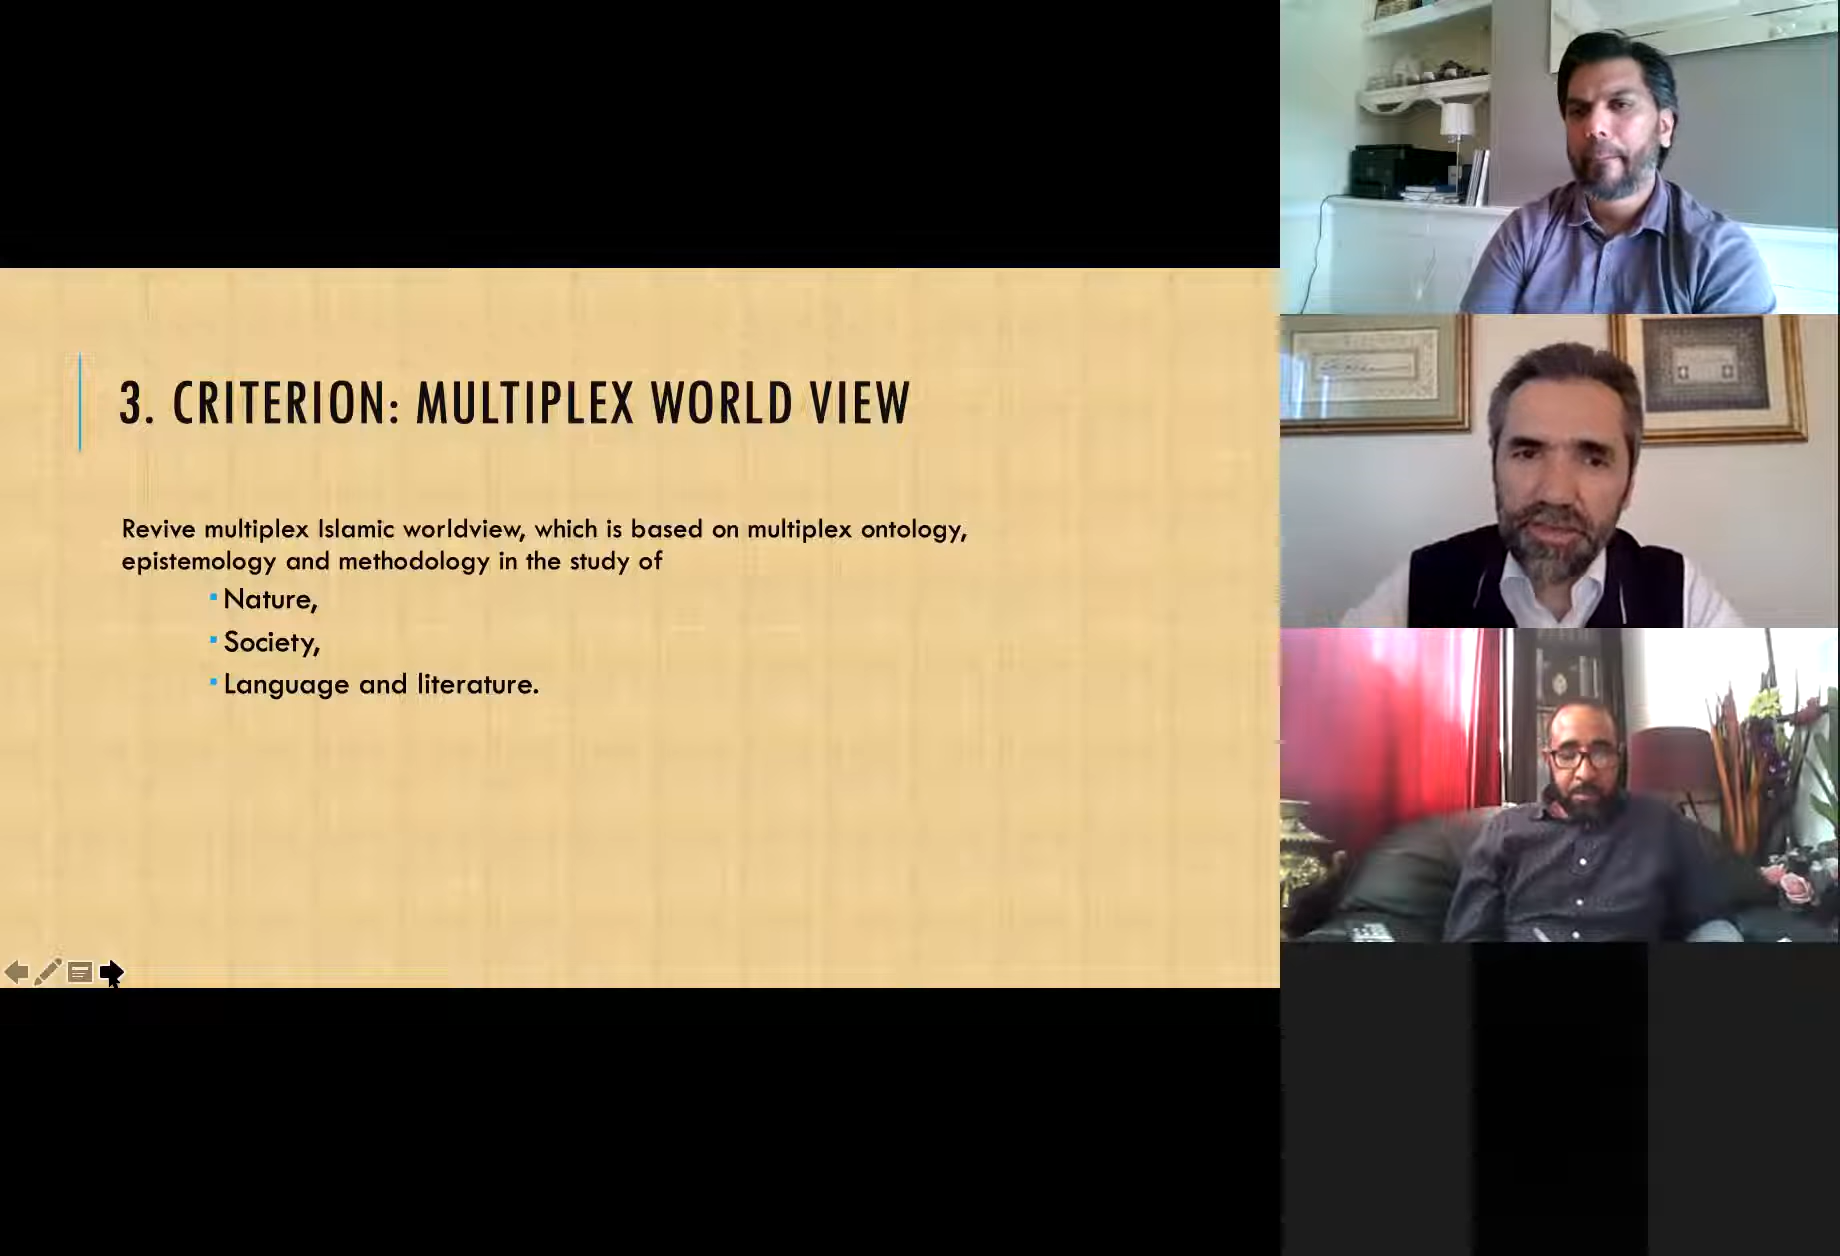 3. CRITERION: MULTIPLEX WORLD VIEW
Revive multiplex Islamic worldview, which is based on multiplex ontology,
epistemology and methodology in the study of
▪ Nature,
▪ Society,
▪ Language and literature.